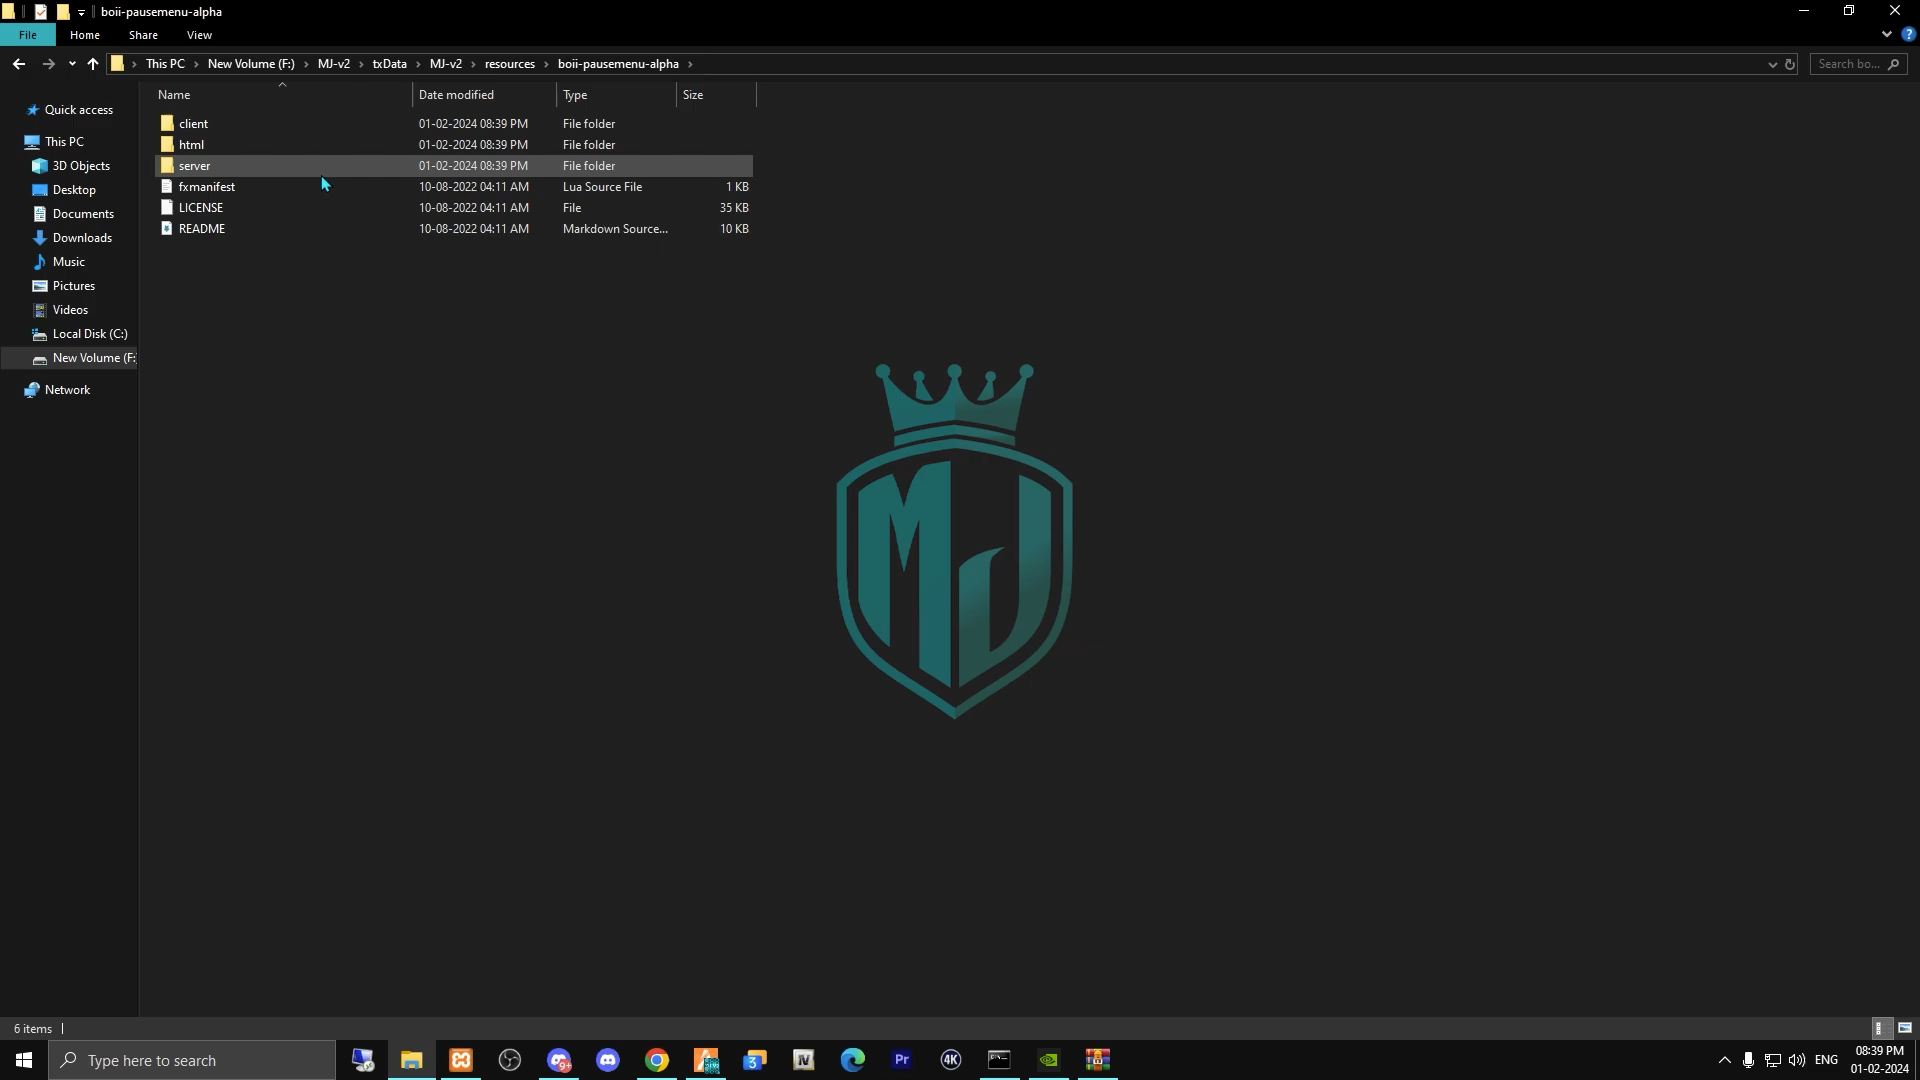 boii-pausemenu-alpha
File Home Share View
This PC New Volume (F:) MJ-v2 txData MJ-v2 resources boii-pausemenu-alpha
Search bo...
Name Date modified Type Size
client 01-02-2024 08:39 PM File folder
html 01-02-2024 08:39 PM File folder
server 01-02-2024 08:39 PM File folder
fxmanifest 10-08-2022 04:11 AM Lua Source File 1 KB
LICENSE 10-08-2022 04:11 AM File 35 KB
README 10-08-2022 04:11 AM Markdown Source... 10 KB
Quick access
This PC
3D Objects
Desktop
Documents
Downloads
Music
Pictures
Videos
Local Disk (C:)
New Volume (F:
Network
MJ
6 items
Type here to search
9+
3
Pr
4K
ENG
08:39 PM
01-02-2024